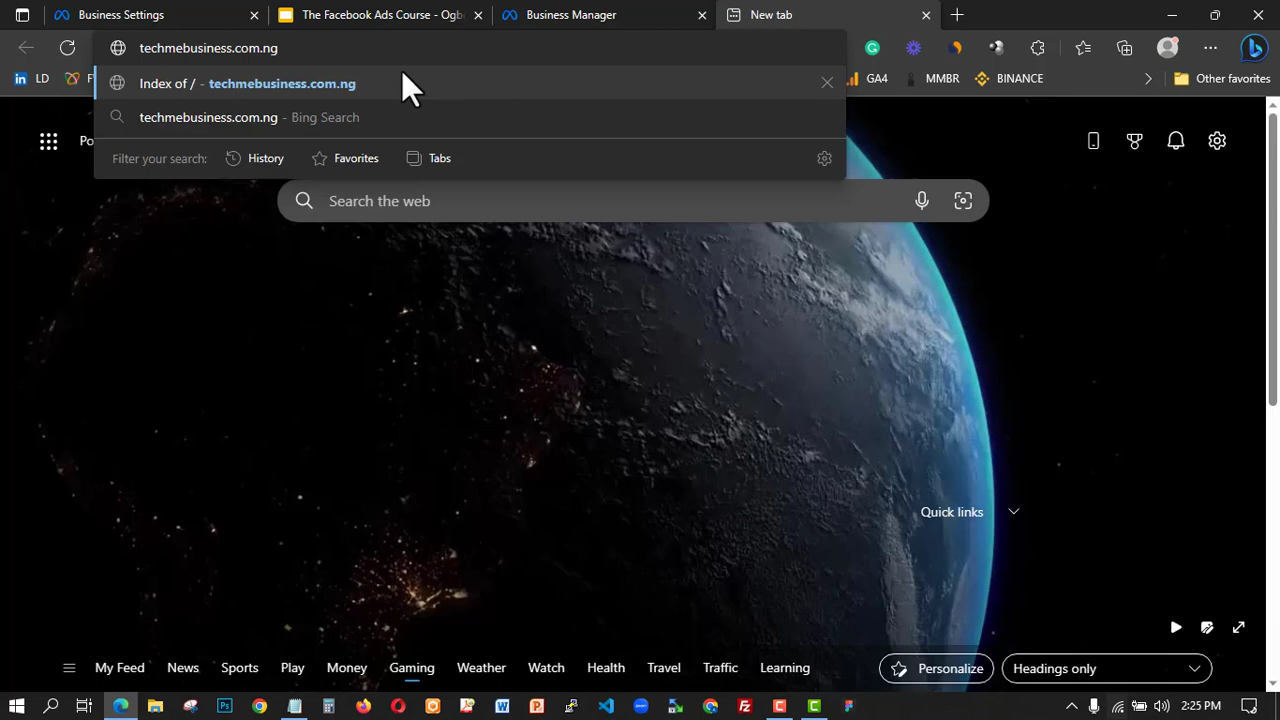 Business Settings
The Facebook Ads Course - Ogb
Business Manager
New tab
techmebusiness.com.ng
LD
GA4
MMBR
BINANCE
Other favorites
Index of / - techmebusiness.com.ng
techmebusiness.com.ng - Bing Search
Filter your search:
History
Favorites
Tabs
Po
Search the web
Quick links
My Feed
News
Sports
Play
Money
Gaming
Weather
Watch
Health
Travel
Traffic
Learning
Personalize
Headings only
2:25 PM